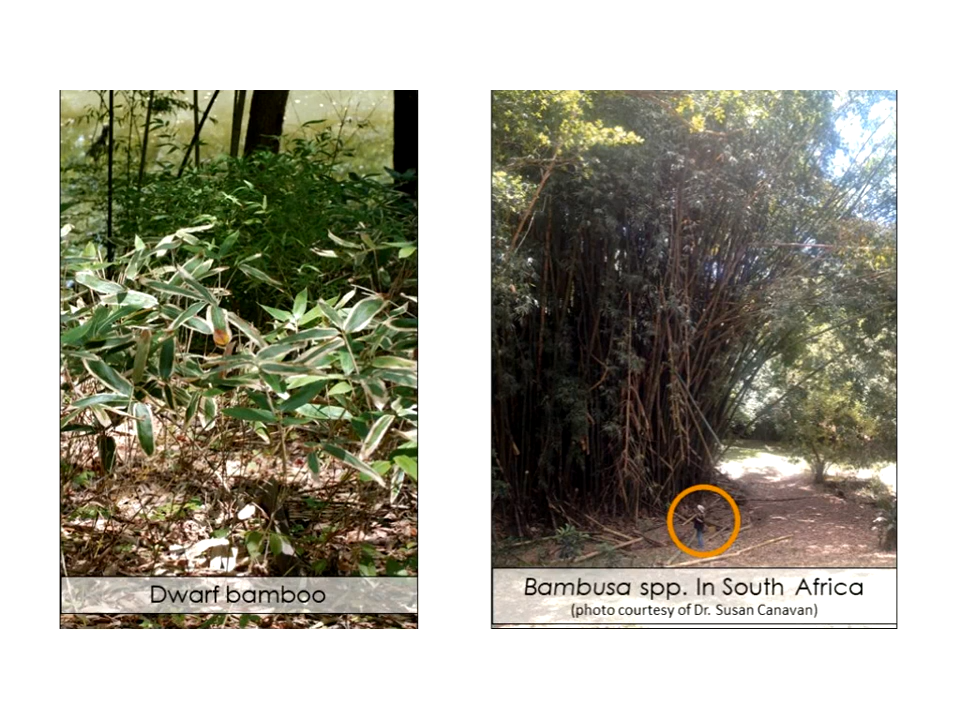 Dwarf bamboo
Bambusa spp. In South Africa
(photo courtesy of Dr. Susan Canavan)